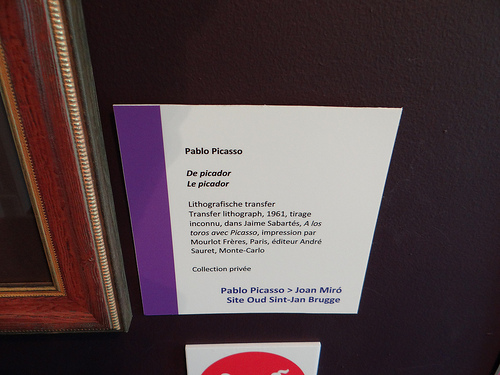 Pablo Picasso
De picador
Le picador
Lithografische transfer
Transfer lithograph, 1961, tirage
inconnu, dans Jaime Sabartés, A los
toros avec Picasso, impression par
Mourlot Frères, Paris, éditeur André
Sauret, Monte-Carlo
Collection privée
Pablo Picasso > Joan Miró
Site Oud Sint-Jan Brugge